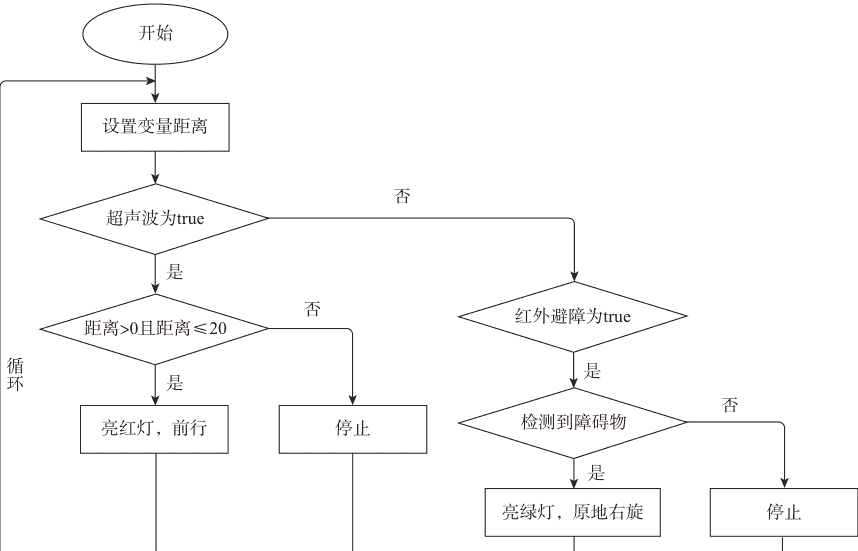 开始
设置变量距离
超声波为true
否
是
距离>0且距离≤20
否
红外避障为true
循环
是
是
亮红灯，前行
停止
检测到障碍物
否
是
亮绿灯，原地右旋
停止